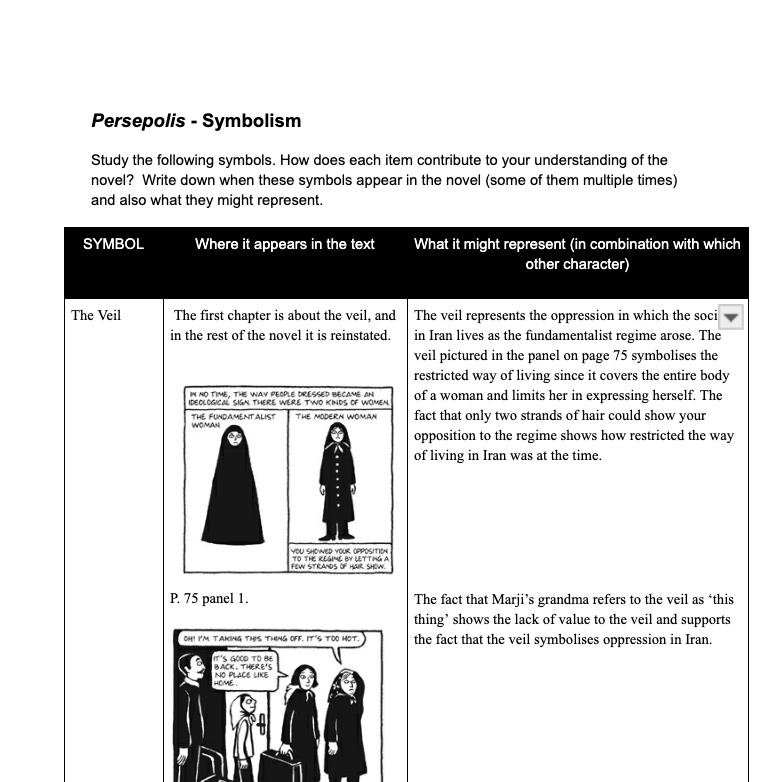 Persepolis - Symbolism
Study the following symbols. How does each item contribute to your understanding of the
novel?  Write down when these symbols appear in the novel (some of them multiple times)
and also what they might represent.
SYMBOL
Where it appears in the text
What it might represent (in combination with which
other character)
The Veil
The first chapter is about the veil, and
in the rest of the novel it is reinstated.
IN NO TIME, THE WAY PEOPLE DRESSED BECAME AN
IDEOLOGICAL SIGN. THERE WERE TWO KINDS OF WOMEN.
THE FUNDAMENTALIST
WOMAN
THE MODERN WOMAN
YOU SHOWED YOUR OPPOSITION
TO THE REGIME BY LETTING A
FEW STRANDS OF HAIR SHOW.
The veil represents the oppression in which the soci
in Iran lives as the fundamentalist regime arose. The
veil pictured in the panel on page 75 symbolises the
restricted way of living since it covers the entire body
of a woman and limits her in expressing herself. The
fact that only two strands of hair could show your
opposition to the regime shows how restricted the way
of living in Iran was at the time.
P. 75 panel 1.
OH! I'M TAKING THIS THING OFF. IT'S TOO HOT.
IT'S GOOD TO BE
BACK. THERE'S
NO PLACE LIKE
HOME.
The fact that Marji's grandma refers to the veil as ‘this
thing’ shows the lack of value to the veil and supports
the fact that the veil symbolises oppression in Iran.